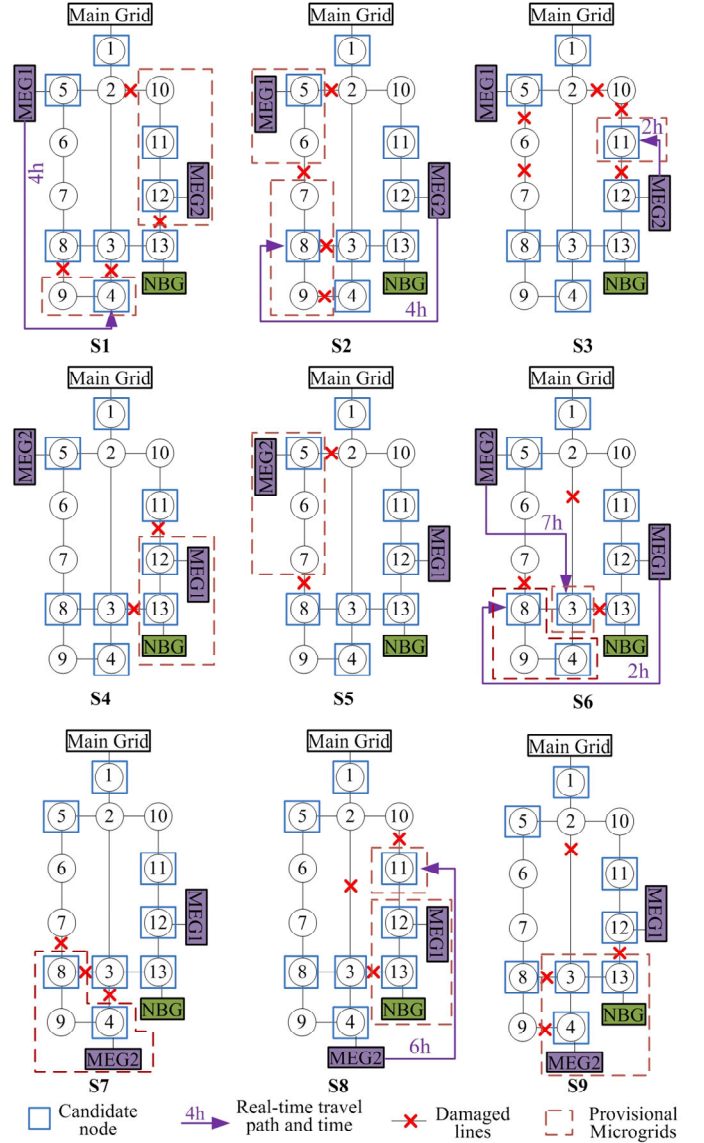 Main Grid
1
MEG1
5 2 10
6 11
4h
7 12
MEG2
8 3 13
9 4
NBG
S1
Main Grid
1
MEG1
5 2 10
6 11
7 12
MEG2
8 3 13
9 4
NBG
4h
S2
Main Grid
1
MEG1
5 2 10
2h
6 11
7 12
MEG2
8 3 13
9 4
NBG
S3
Main Grid
1
MEG2
5 2 10
6 11
7 12
MEG1
8 3 13
9 4
NBG
S4
Main Grid
1
MEG2
5 2 10
6 11
7 12
MEG1
8 3 13
9 4
NBG
S5
Main Grid
1
MEG2
5 2 10
6 11
7h
7 12
MEG1
8 3 13
9 4
NBG
2h
S6
Main Grid
1
5 2 10
6 11
7 12
MEG1
8 3 13
9 4
NBG
MEG2
S7
Main Grid
1
5 2 10
6 11
7 12
MEG1
8 3 13
9 4
NBG
MEG2
6h
S8
Main Grid
1
5 2 10
6 11
7 12
MEG1
8 3 13
9 4
NBG
MEG2
S9
Candidate
node
4h
Real-time travel
path and time
Damaged
lines
Provisional
Microgrids